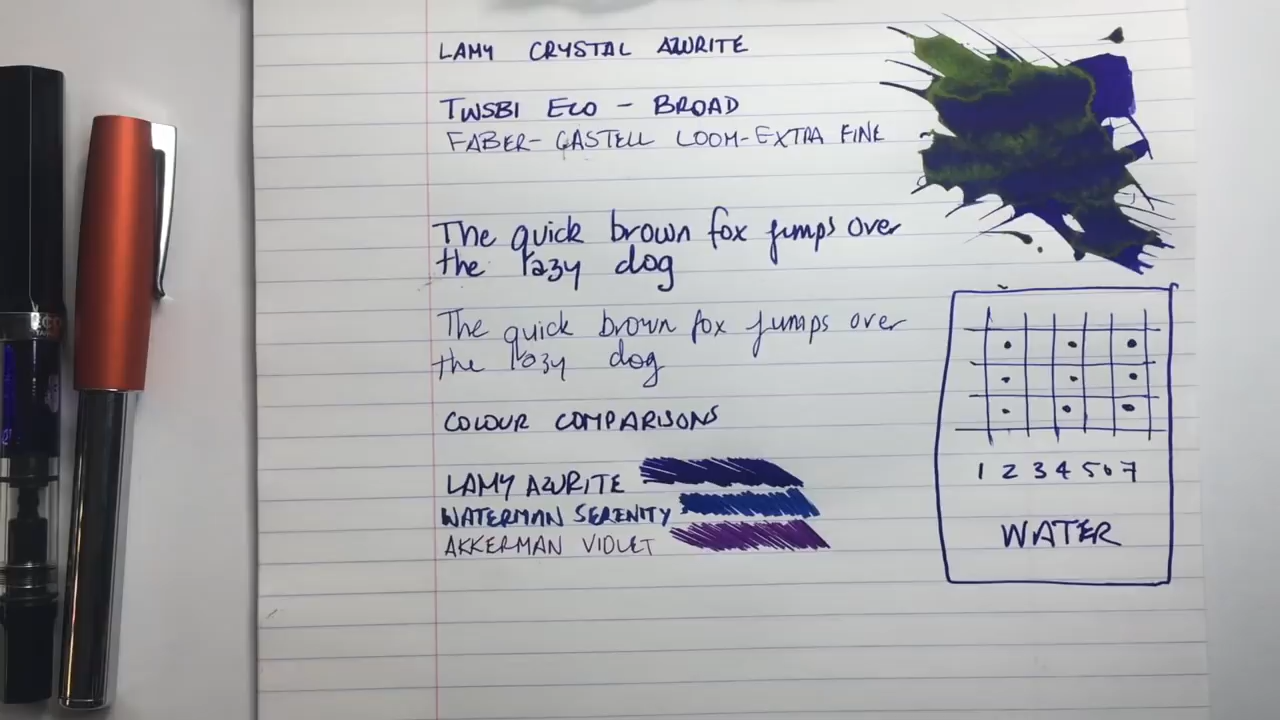 LAMY CRYSTAL AZURITE
TWSBI ECO - BROAD
FABER-CASTELL LOOM-EXTRA FINE
The quick brown fox jumps over
the lazy dog
The quick brown fox jumps over
the lazy dog
COLOUR COMPARISONS
LAMY AZURITE
WATERMAN SERENITY
AKKERMAN VIOLET
1 2 3 4 5 6 7
WATER
ECO